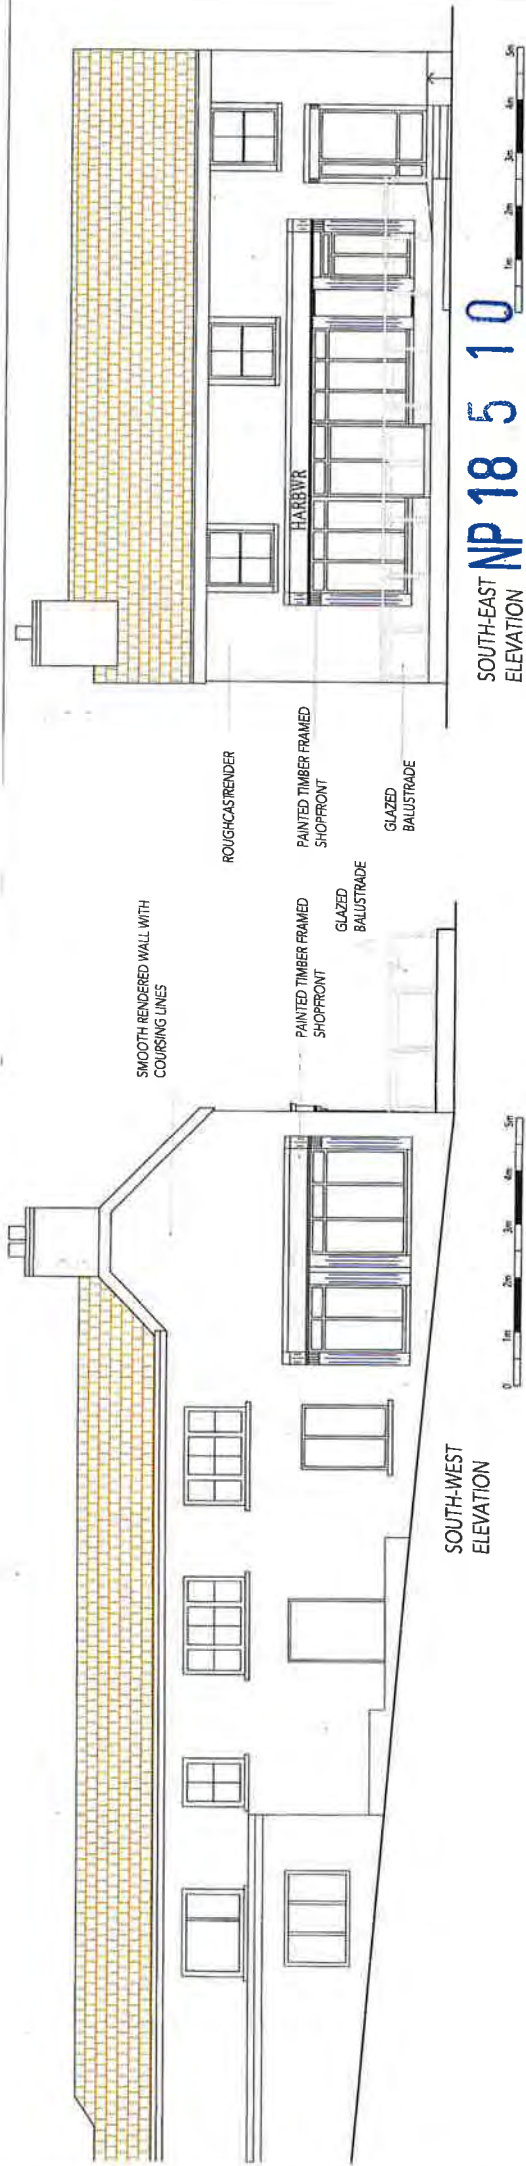 SMOOTH RENDERED WALL WITH
COURSING LINES
PAINTED TIMBER FRAMED
SHOPFRONT
GLAZED
BALUSTRADE
SOUTH-WEST
ELEVATION
0 1m 2m 3m 4m 5m
ROUGHCASTRENDER
PAINTED TIMBER FRAMED
SHOPFRONT
GLAZED
BALUSTRADE
HARBWR
SOUTH-EAST
ELEVATION
NP 18 5 1 0
1m 2m 3m 4m 5m